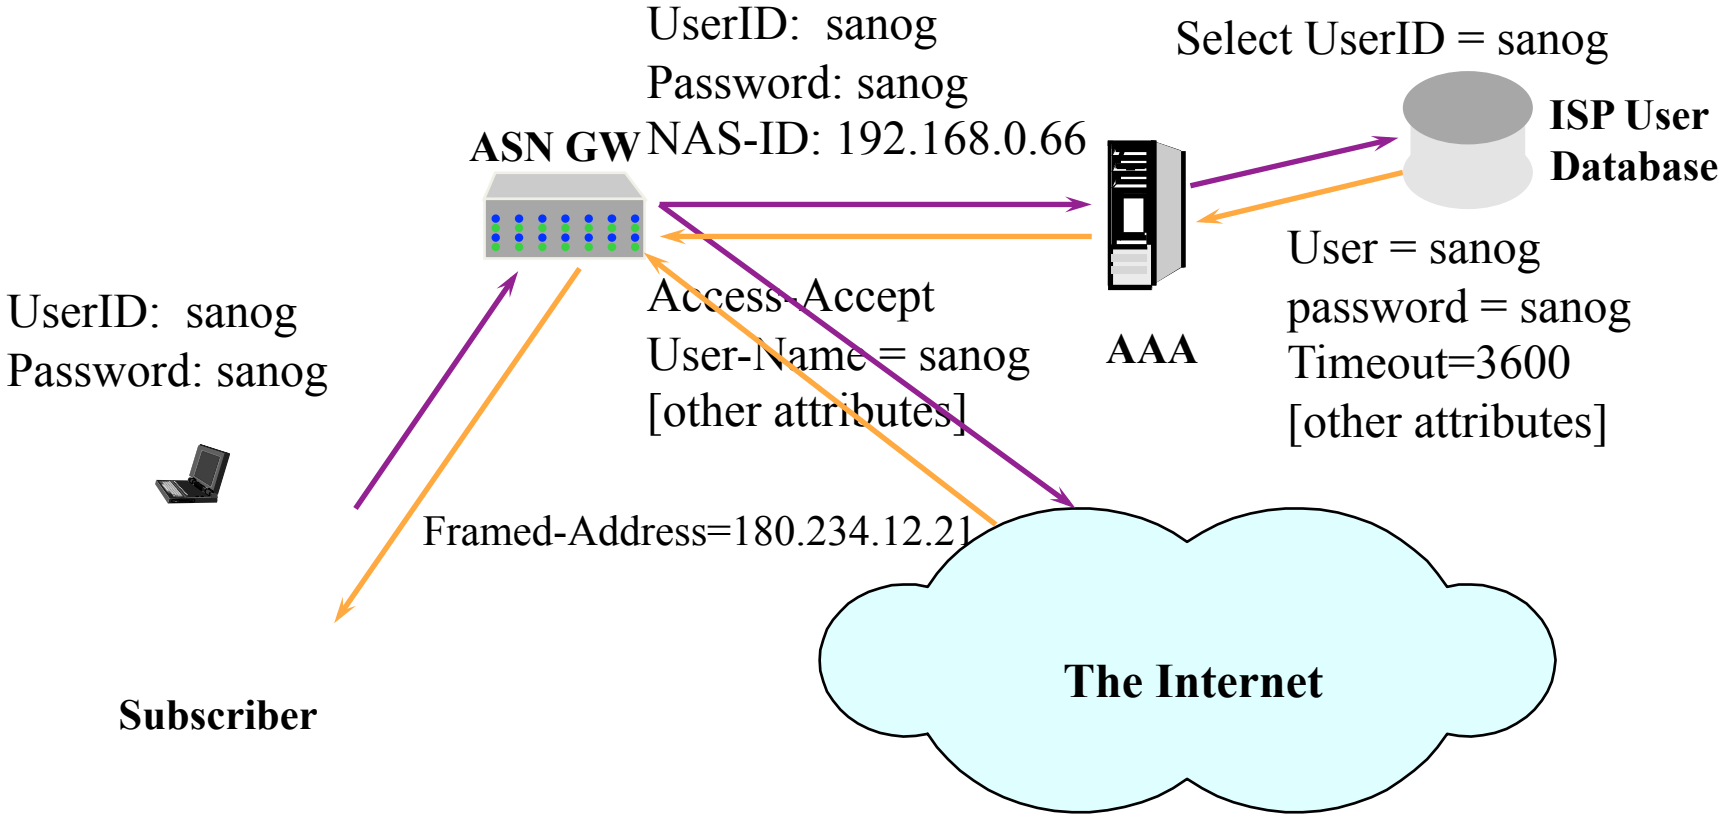 UserID: sanog
Password: sanog
NAS-ID: 192.168.0.66
Select UserID = sanog
ISP User
Database
ASN GW
User = sanog
password = sanog
Timeout=3600
[other attributes]
UserID: sanog
Password: sanog
Access-Accept
User-Name = sanog
[other attributes]
AAA
Framed-Address=180.234.12.21
The Internet
Subscriber